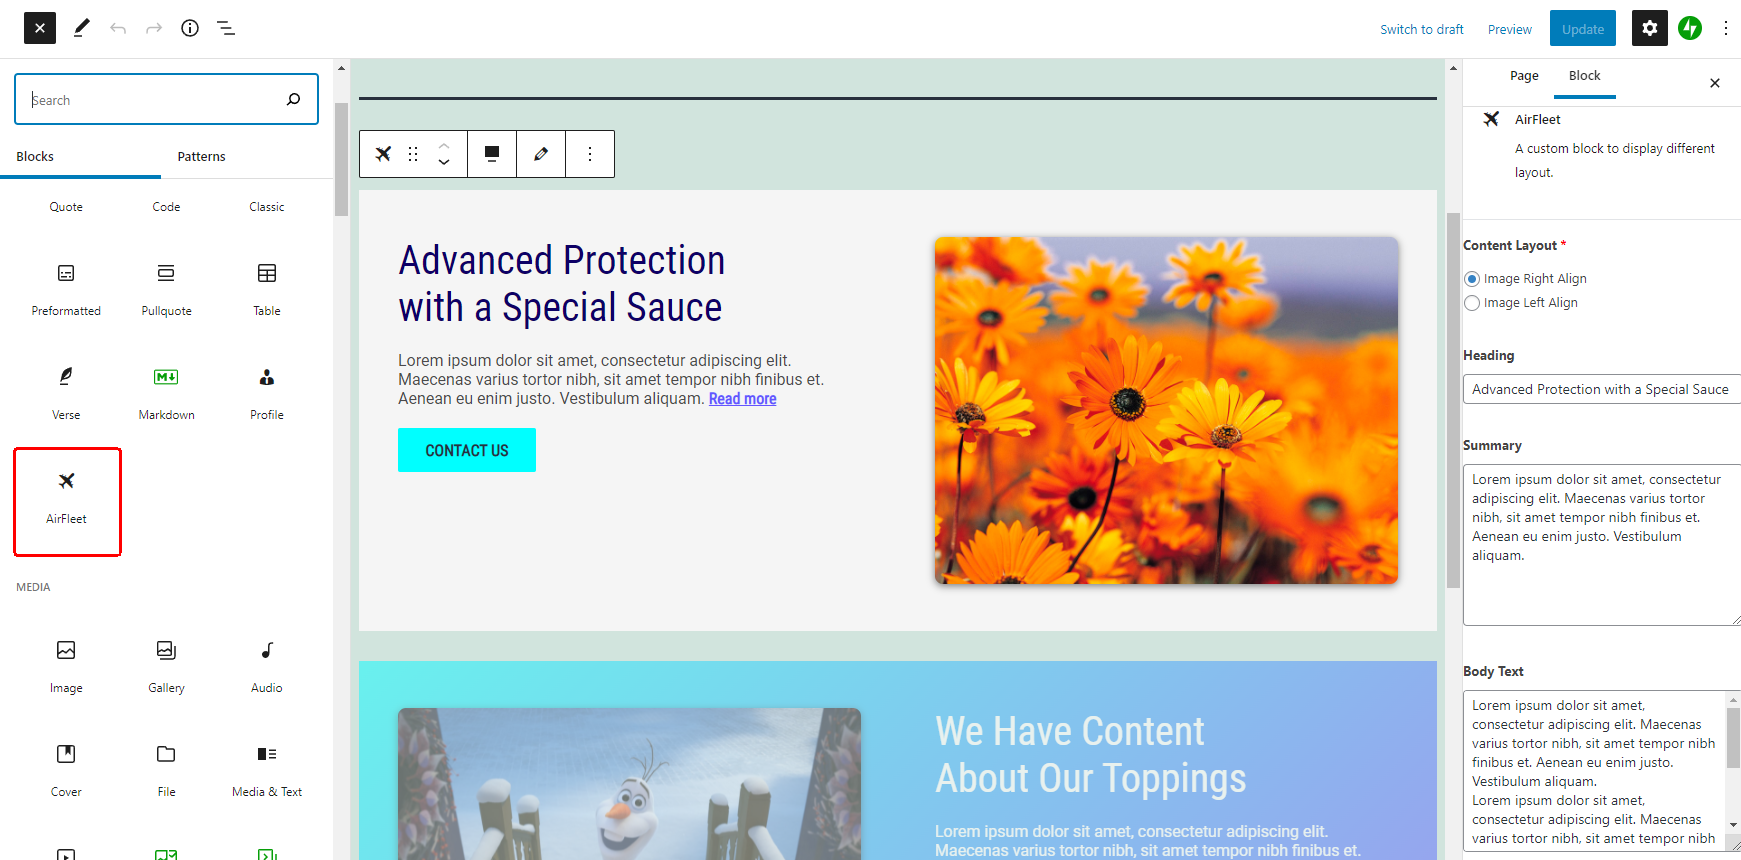 Switch to draft
Preview
Update
Search
Blocks
Patterns
Quote
Code
Classic
Preformatted
Pullquote
Table
M↓
Verse
Markdown
Profile
AirFleet
MEDIA
Image
Gallery
Audio
Cover
File
Media & Text
Advanced Protection
with a Special Sauce
Lorem ipsum dolor sit amet, consectetur adipiscing elit.
Maecenas varius tortor nibh, sit amet tempor nibh finibus et.
Aenean eu enim justo. Vestibulum aliquam. Read more
CONTACT US
We Have Content
About Our Toppings
Lorem ipsum dolor sit amet, consectetur adipiscing elit.
Maecenas varius tortor nibh, sit amet tempor nibh finibus et.
Page
Block
AirFleet
A custom block to display different
layout.
Content Layout *
Image Right Align
Image Left Align
Heading
Advanced Protection with a Special Sauce
Summary
Lorem ipsum dolor sit amet, consectetur
adipiscing elit. Maecenas varius tortor
nibh, sit amet tempor nibh finibus et.
Aenean eu enim justo. Vestibulum
aliquam.
Body Text
Lorem ipsum dolor sit amet,
consectetur adipiscing elit. Maecenas
varius tortor nibh, sit amet tempor nibh
finibus et. Aenean eu enim justo.
Vestibulum aliquam.
Lorem ipsum dolor sit amet,
consectetur adipiscing elit. Maecenas
varius tortor nibh, sit amet tempor nibh